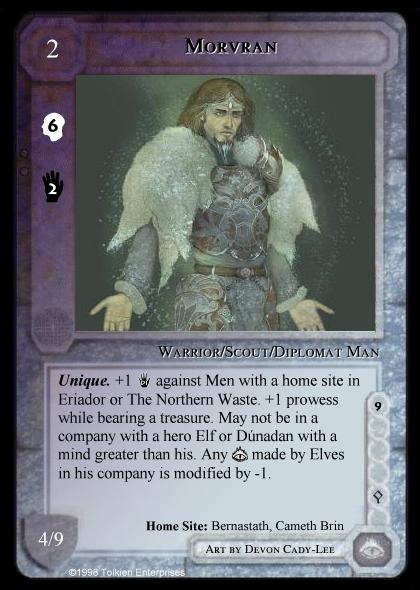 2
MORVRAN
6
2
WARRIOR/SCOUT/DIPLOMAT MAN
Unique. +1 against Men with a home site in
Eriador or The Northern Waste. +1 prowess
while bearing a treasure. May not be in a
company with a hero Elf or Dúnadan with a
mind greater than his. Any made by Elves
in his company is modified by -1.
9
Home Site: Bernastath, Cameth Brin
4/9
ART BY DEVON CADY-LEE
©1998 Tolkien Enterprises